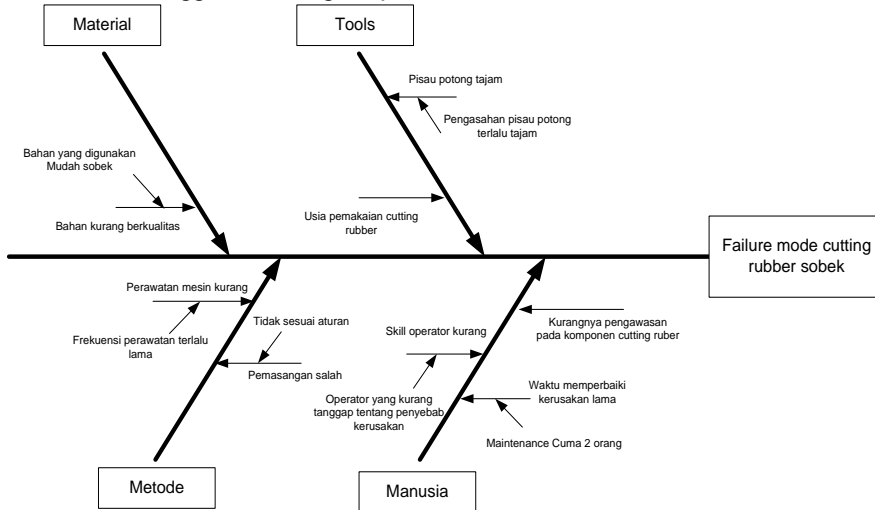 Material
Tools
Pisau potong tajam
Pengasahan pisau potong
terlalu tajam
Bahan yang digunakan
Mudah sobek
Bahan kurang berkualitas
Usia pemakaian cutting
rubber
Failure mode cutting
rubber sobek
Perawatan mesin kurang
Frekuensi perawatan terlalu
lama
Tidak sesuai aturan
Pemasangan salah
Skill operator kurang
Operator yang kurang
tanggap tentang penyebab
kerusakan
Kurangnya pengawasan
pada komponen cutting ruber
Waktu memperbaiki
kerusakan lama
Maintenance Cuma 2 orang
Metode
Manusia